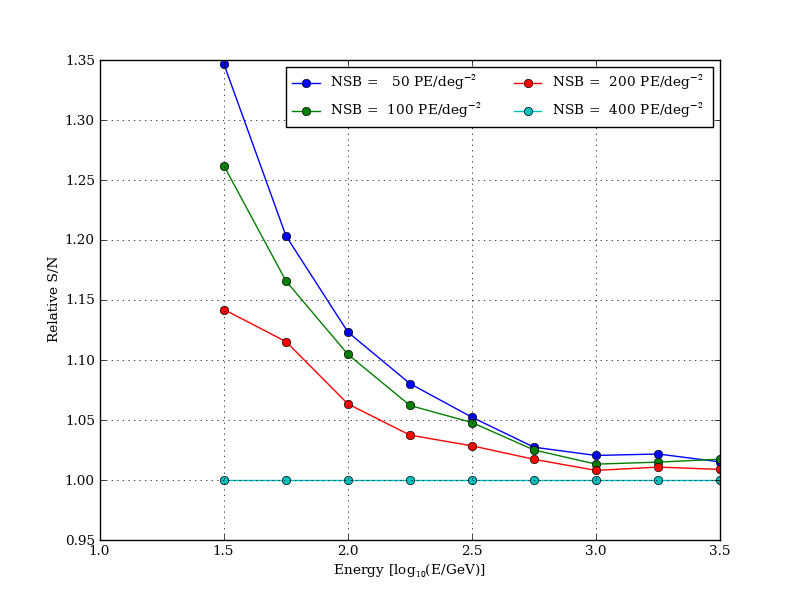 NSB = 50 PE/deg⁻²
NSB = 200 PE/deg⁻²
NSB = 100 PE/deg⁻²
NSB = 400 PE/deg⁻²
1.35
1.30
1.25
1.20
1.15
1.10
1.05
1.00
0.95
Relative S/N
1.0 1.5 2.0 2.5 3.0 3.5
Energy [log₁₀(E/GeV)]